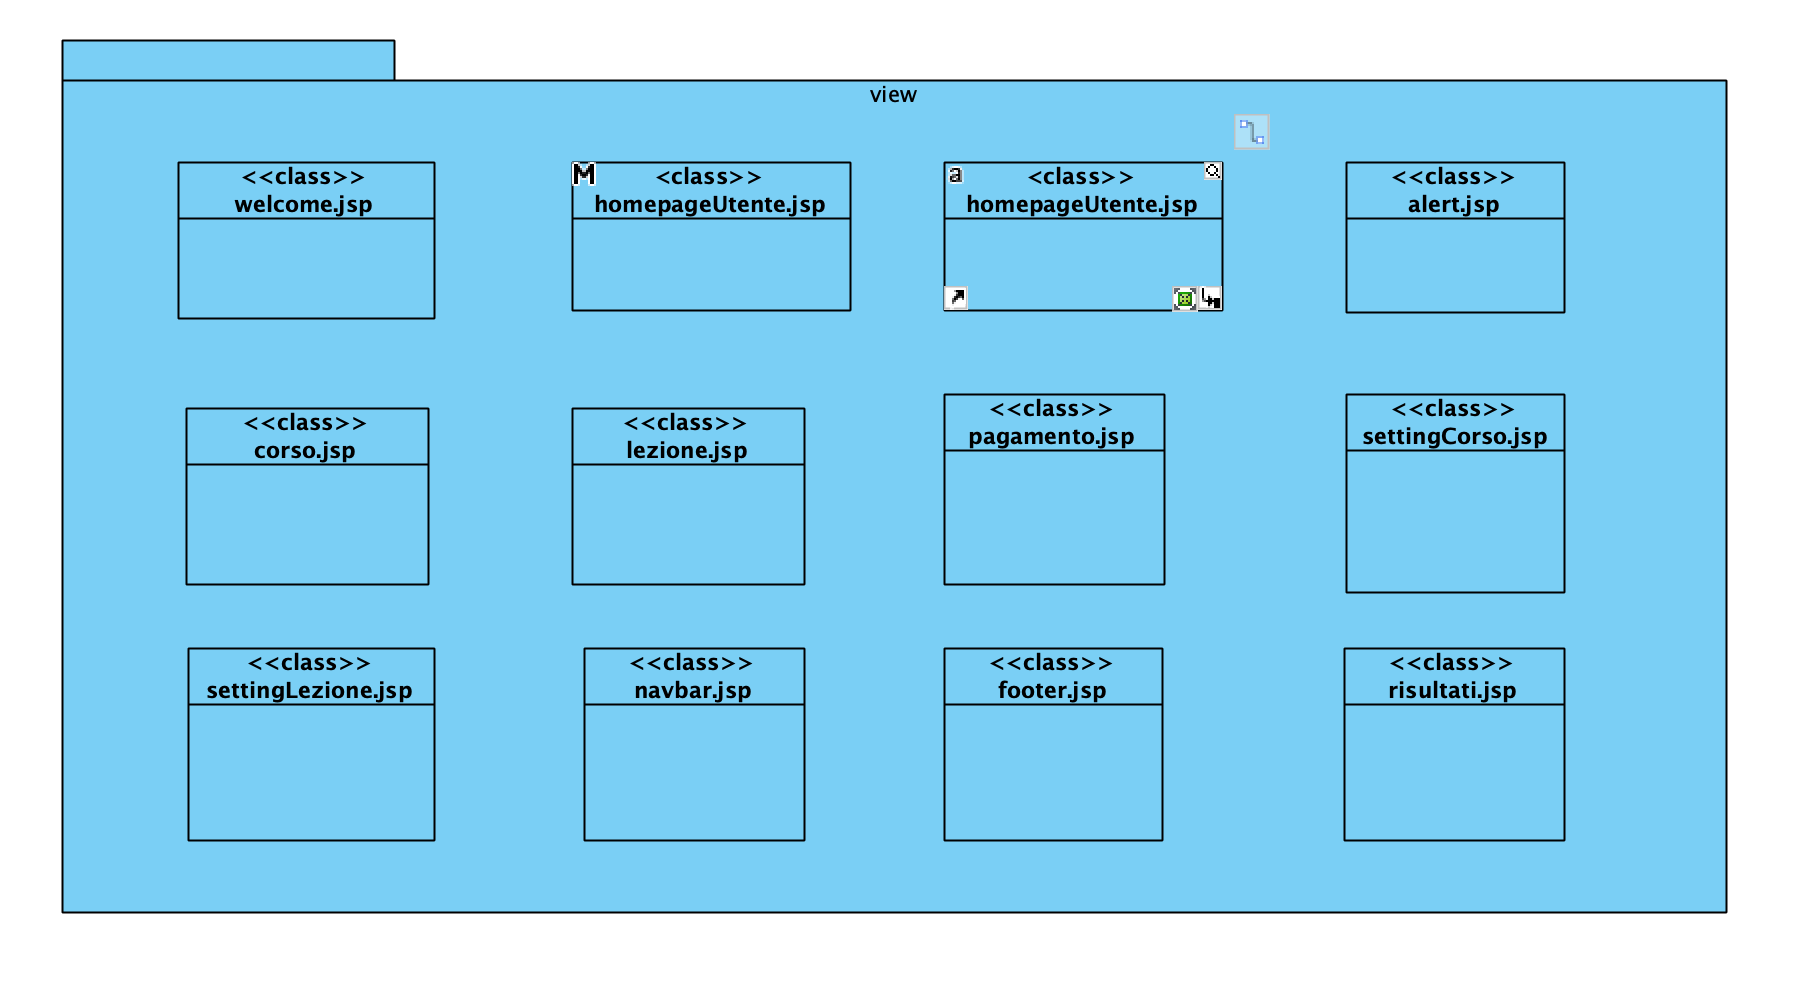 view
<<class>>
welcome.jsp
M
<class>>
homepageUtente.jsp
a
<class>>
homepageUtente.jsp
<<class>>
alert.jsp
<<class>>
corso.jsp
<<class>>
lezione.jsp
<<class>>
pagamento.jsp
<<class>>
settingCorso.jsp
<<class>>
settingLezione.jsp
<<class>>
navbar.jsp
<<class>>
footer.jsp
<<class>>
risultati.jsp